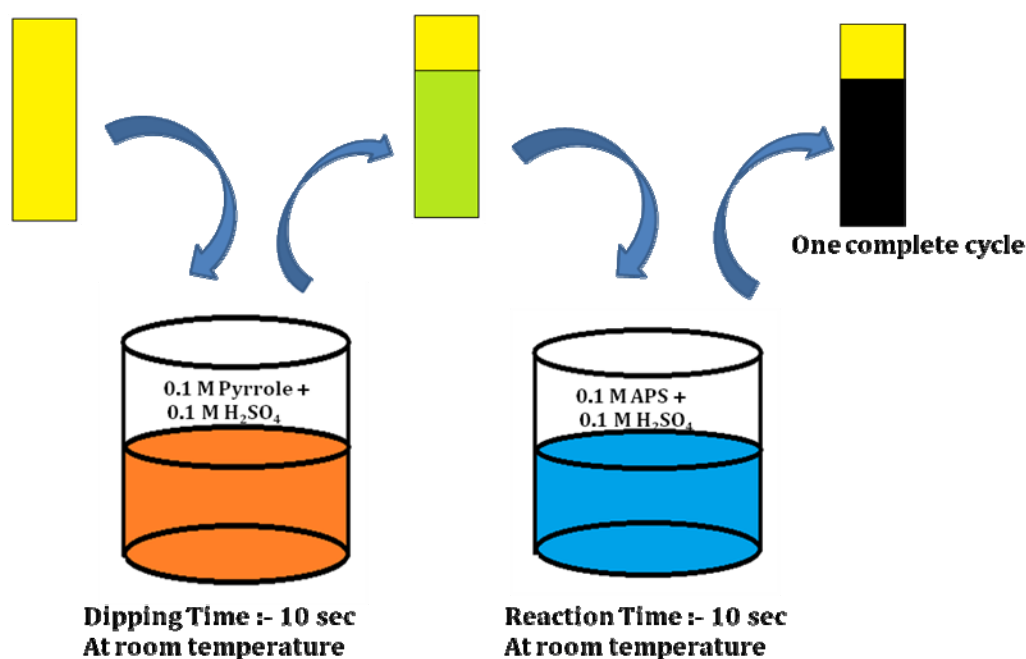 One complete cycle
0.1 M Pyrrole +
0.1 M H₂SO₄
0.1 M APS +
0.1 M H₂SO₄
Dipping Time :- 10 sec
At room temperature
Reaction Time :- 10 sec
At room temperature